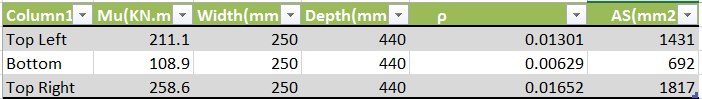 Column1 Mu(KN.m Width(mm Depth(mm ρ AS(mm2
Top Left 211.1 250 440 0.01301 1431
Bottom 108.9 250 440 0.00629 692
Top Right 258.6 250 440 0.01652 1817